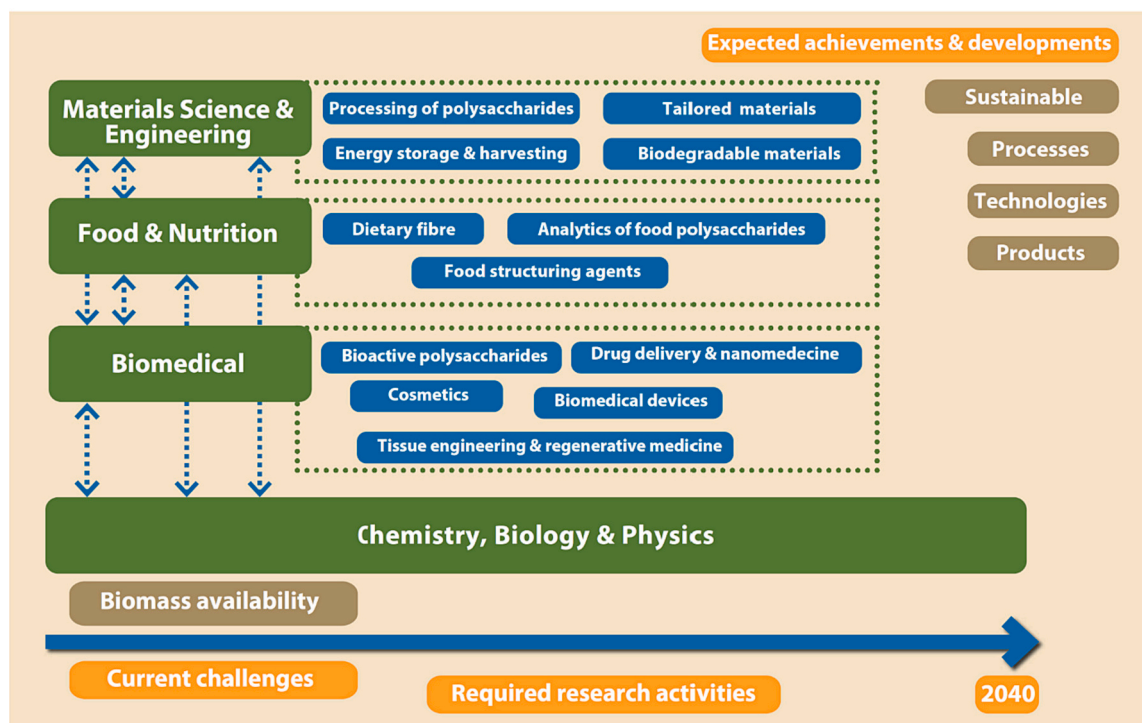 Expected achievements & developments
Materials Science &
Engineering
Processing of polysaccharides
Tailored materials
Energy storage & harvesting
Biodegradable materials
Sustainable
Processes
Technologies
Products
Food & Nutrition
Dietary fibre
Analytics of food polysaccharides
Food structuring agents
Biomedical
Bioactive polysaccharides
Drug delivery & nanomedecine
Cosmetics
Biomedical devices
Tissue engineering & regenerative medicine
Chemistry, Biology & Physics
Biomass availability
Current challenges
Required research activities
2040